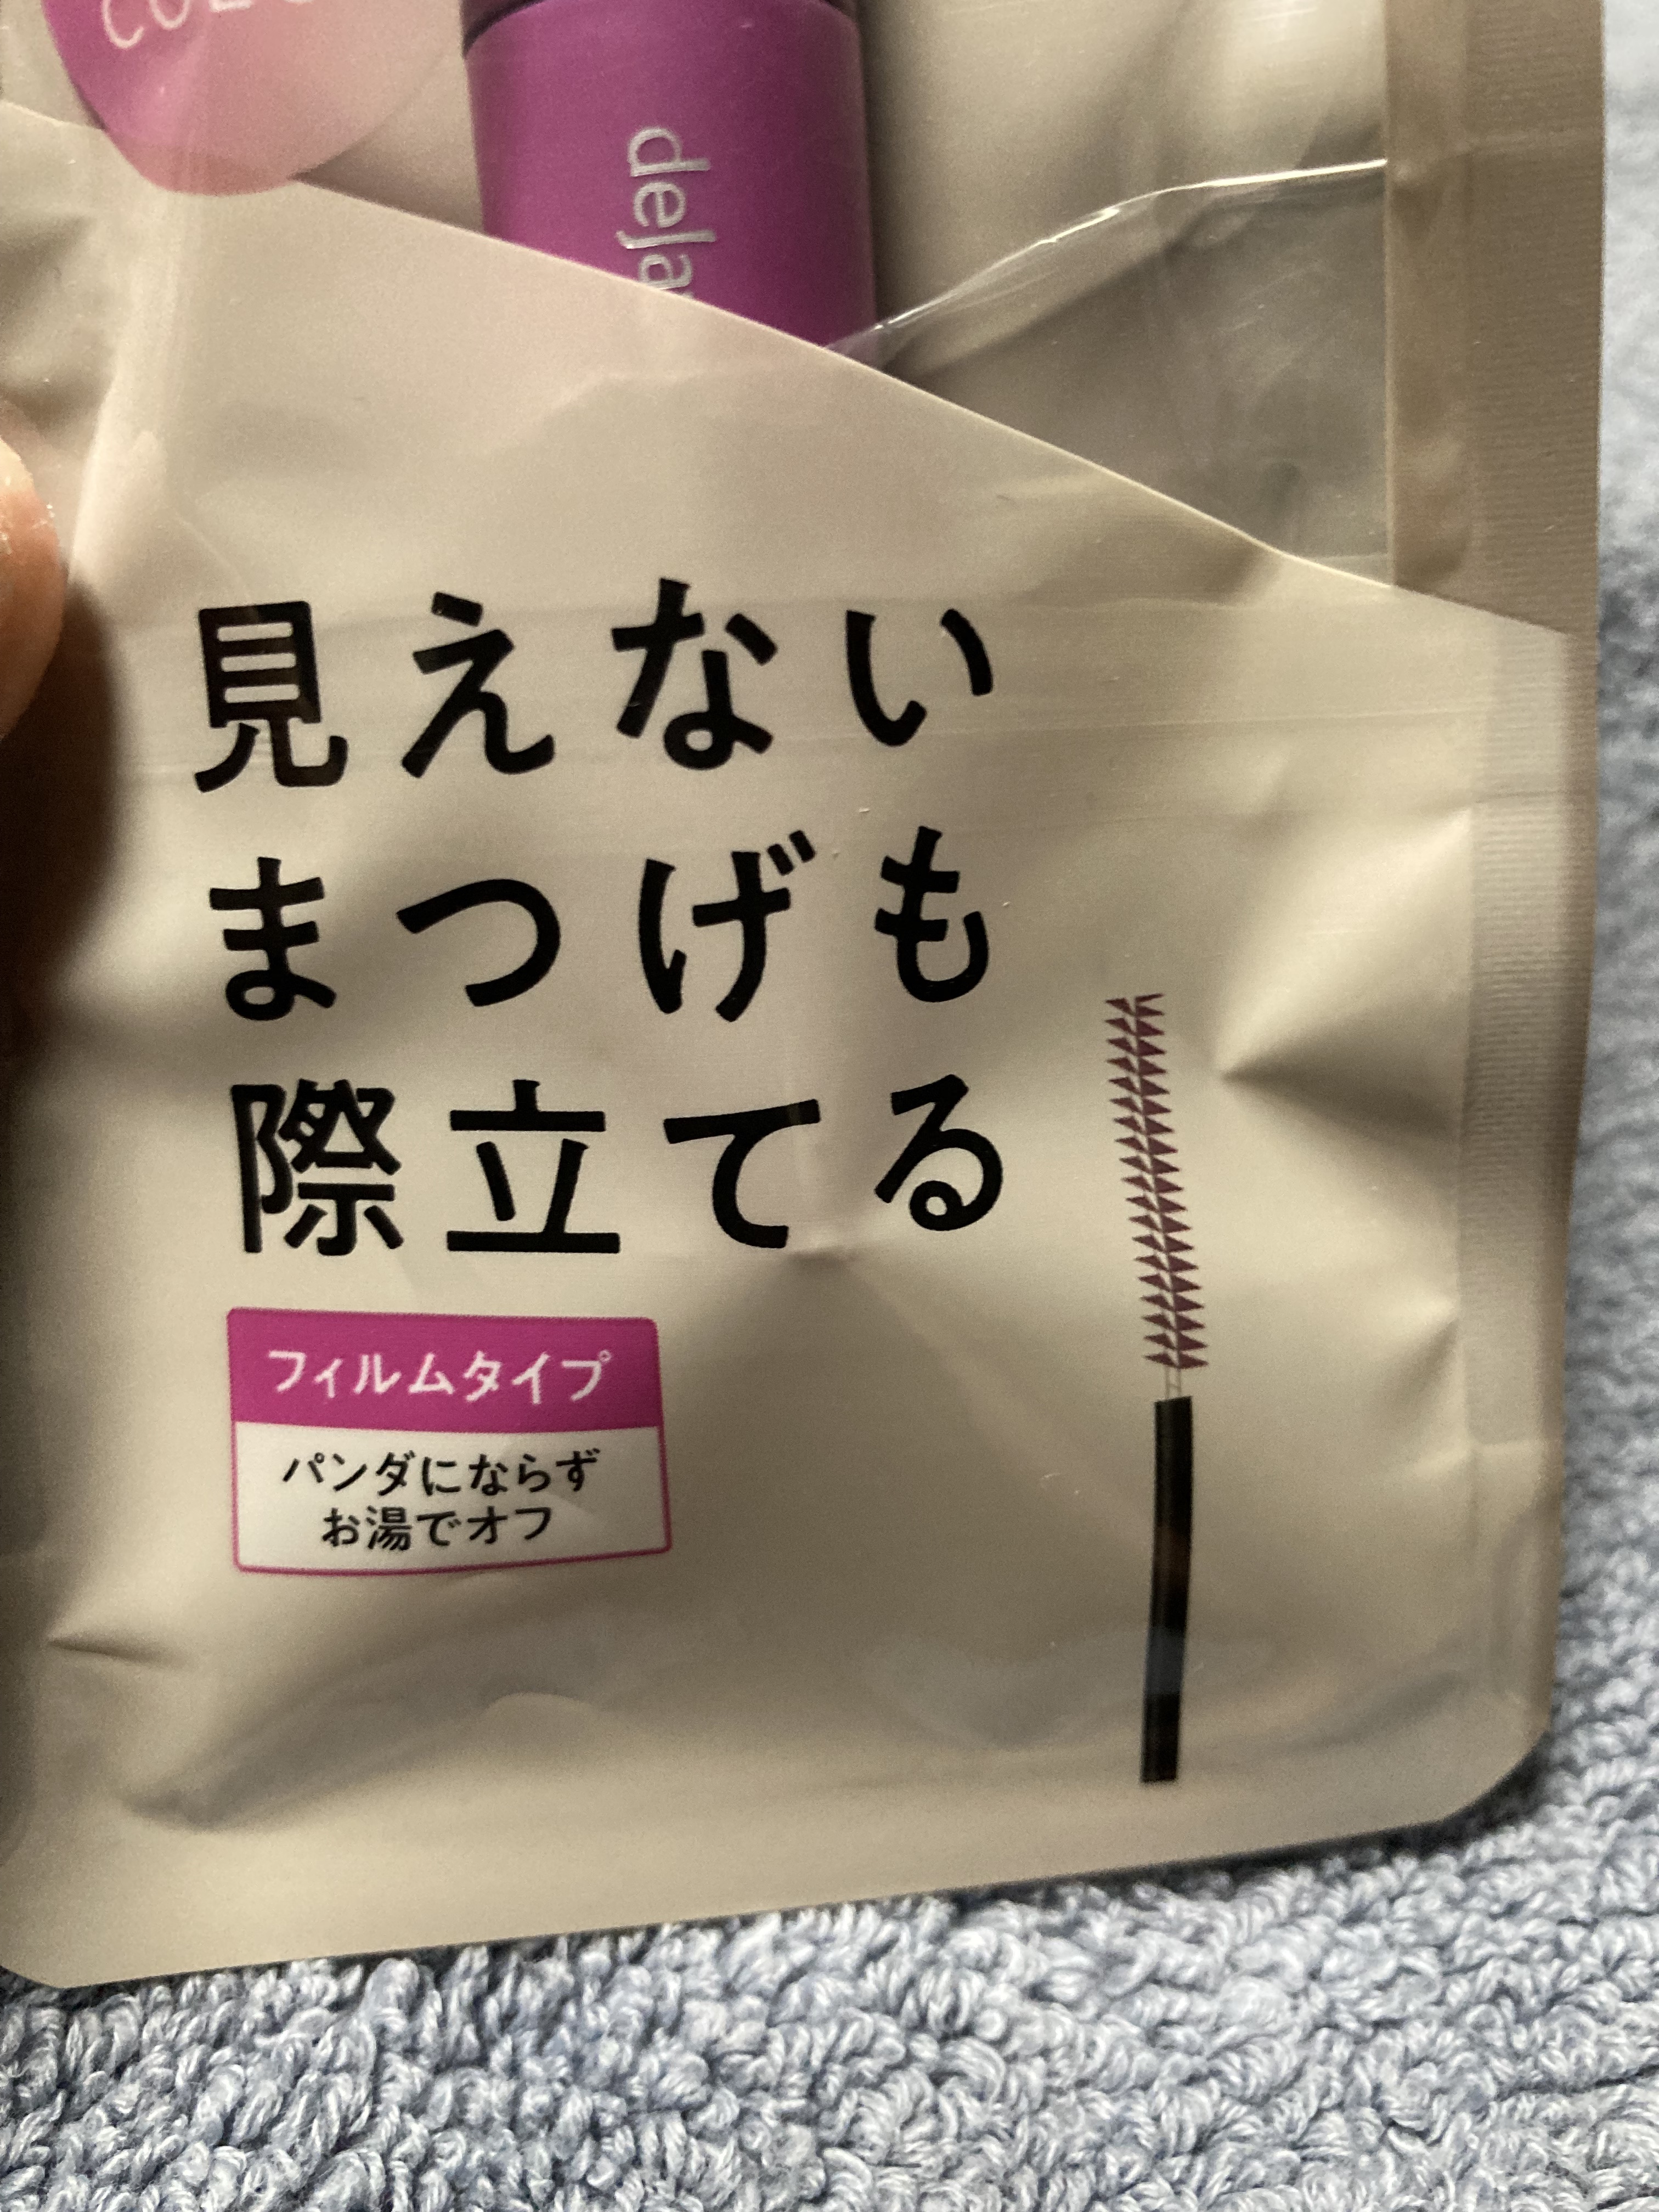 見えない
まつげも
際立てる
フィルムタイプ
パンダにならず
お湯でオフ